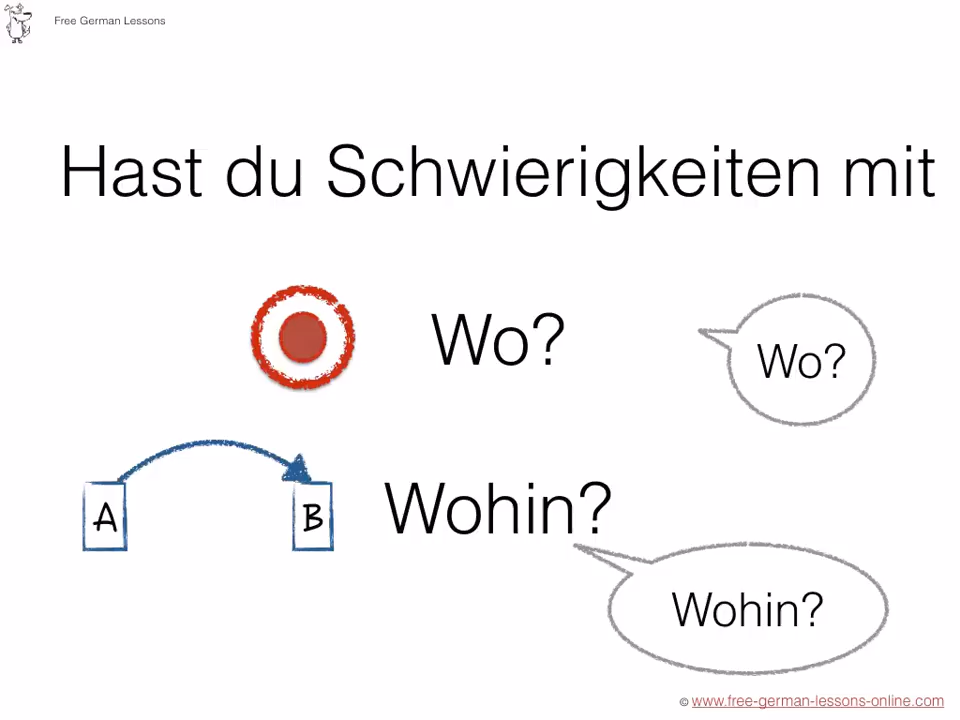 Free German Lessons
Hast du Schwierigkeiten mit
Wo?
Wo?
A
B
Wohin?
Wohin?
© www.free-german-lessons-online.com